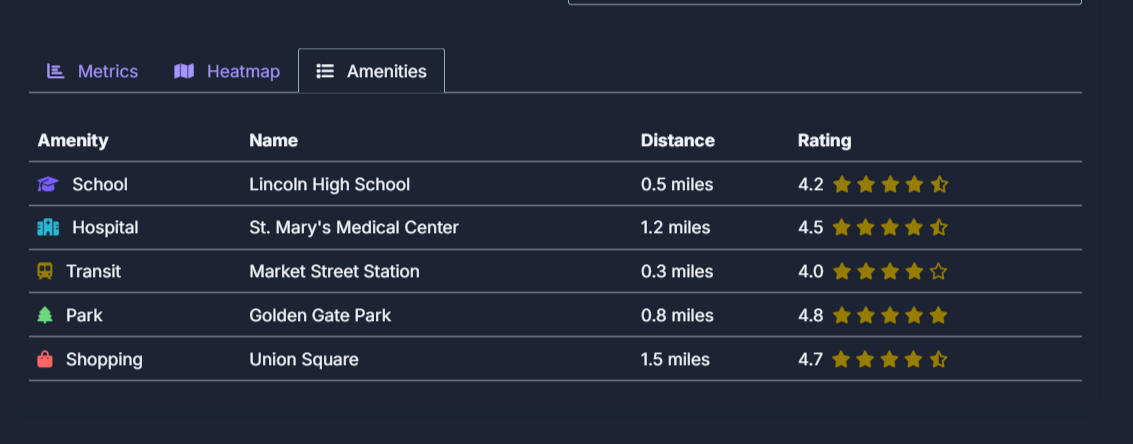 Metrics Heatmap Amenities
Amenity Name Distance Rating
School Lincoln High School 0.5 miles 4.2
Hospital St. Mary's Medical Center 1.2 miles 4.5
Transit Market Street Station 0.3 miles 4.0
Park Golden Gate Park 0.8 miles 4.8
Shopping Union Square 1.5 miles 4.7